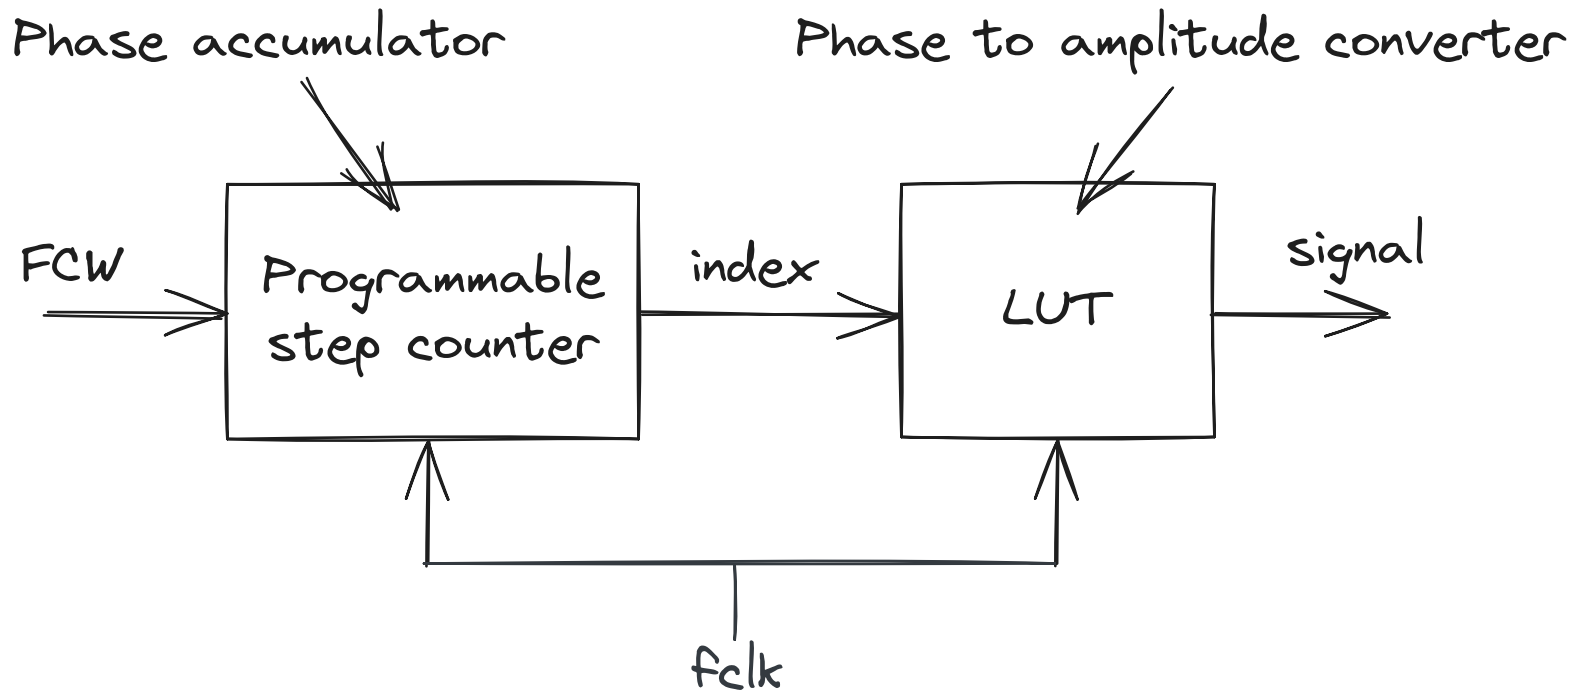 Phase accumulator
Phase to amplitude converter
FCW
Programmable
step counter
index
LUT
signal
fclk